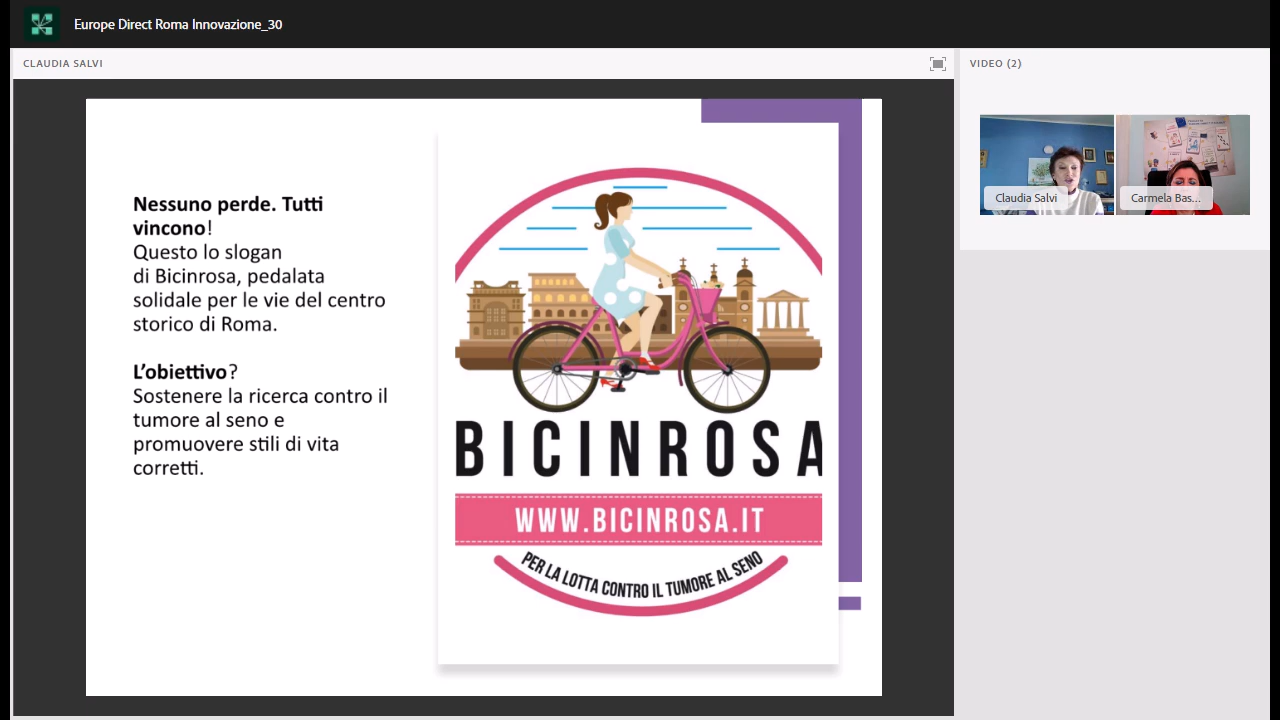 Europe Direct Roma Innovazione_30
CLAUDIA SALVI
VIDEO (2)
Nessuno perde. Tutti
vincono!
Questo lo slogan
di Bicinrosa, pedalata
solidale per le vie del centro
storico di Roma.
L'obiettivo?
Sostenere la ricerca contro il
tumore al seno e
promuovere stili di vita
corretti.
BICINROSA
WWW.BICINROSA.IT
PER LA LOTTA CONTRO IL TUMORE AL SENO
Claudia Salvi
Carmela Bas...